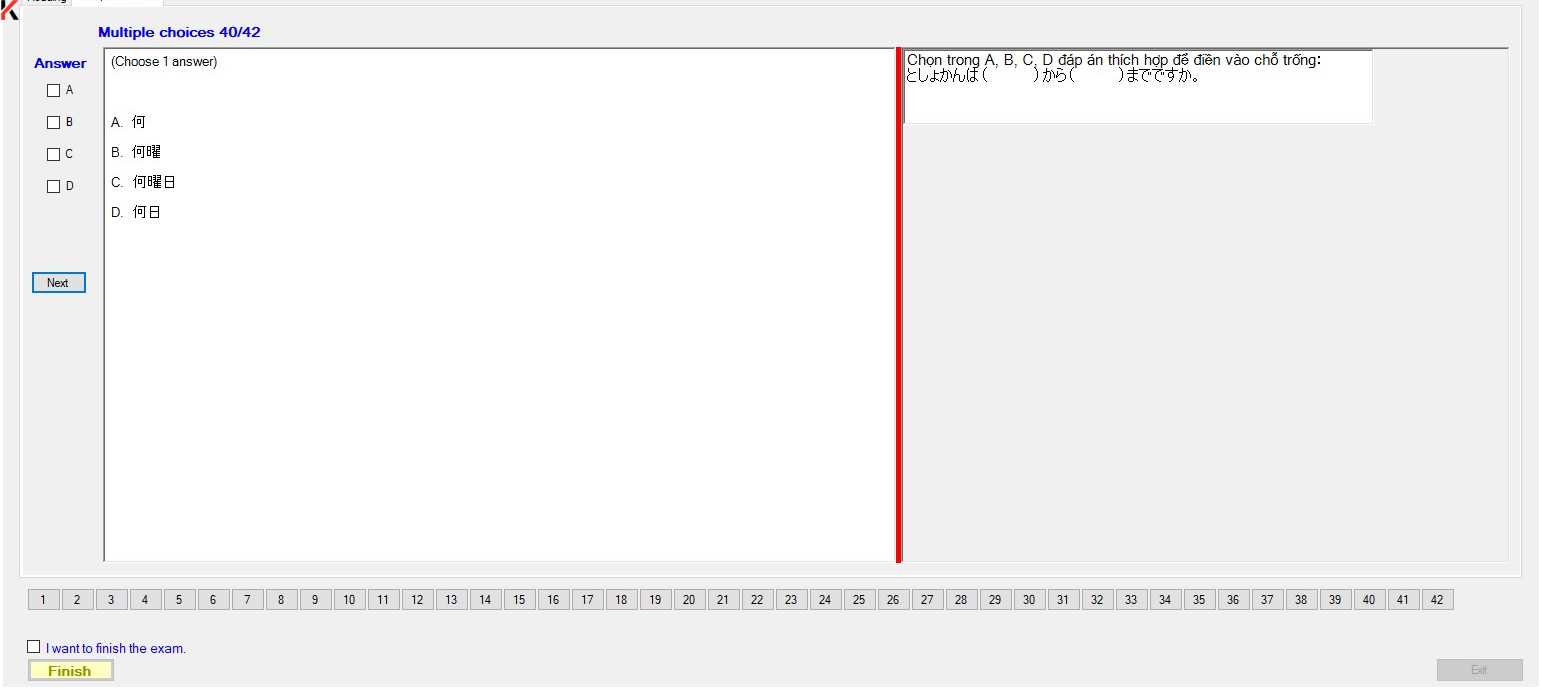 Multiple choices 40/42
Answer
A
B
C
D
Next
(Choose 1 answer)
A. 何
B. 何曜
C. 何曜日
D. 何日
Chọn trong A, B, C, D đáp án thích hợp để điền vào chỗ trống:
としょかんは( )から( )までですか。
1 2 3 4 5 6 7 8 9 10 11 12 13 14 15 16 17 18 19 20 21 22 23 24 25 26 27 28 29 30 31 32 33 34 35 36 37 38 39 40 41 42
I want to finish the exam.
Finish
Exit